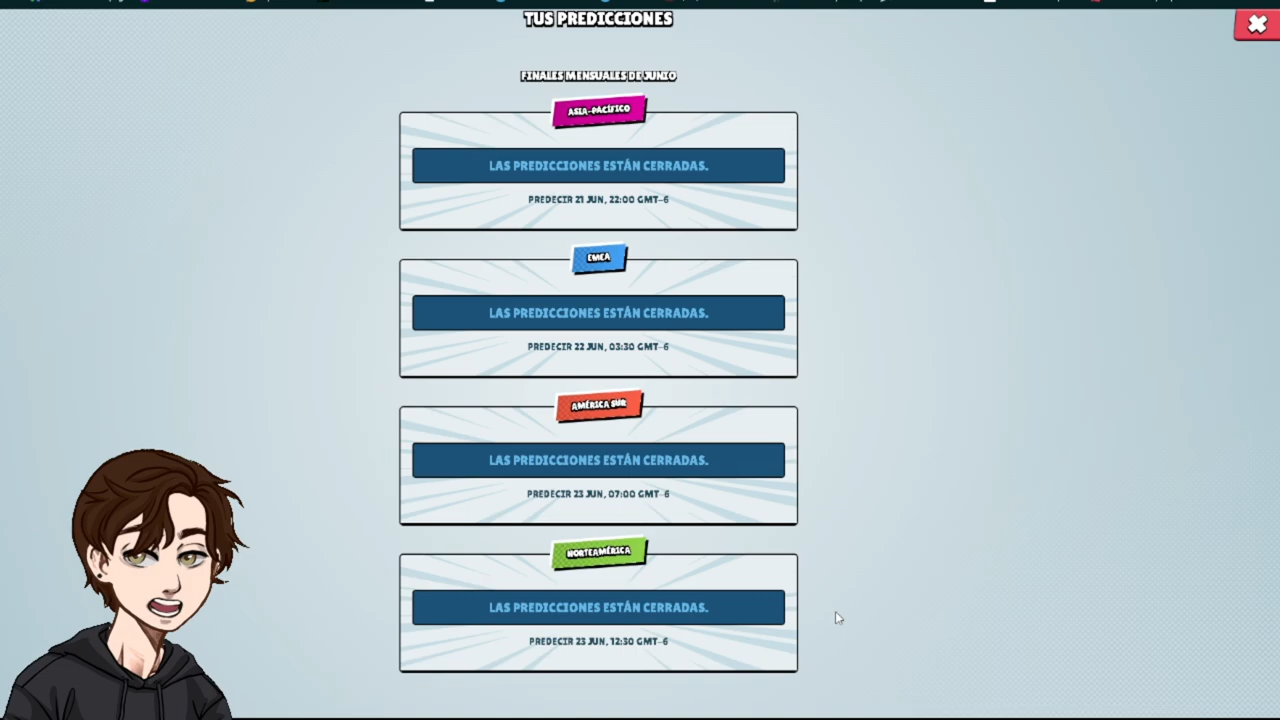 TUS PREDICCIONES
FINALES MENSUALES DE JUNIO
ASIA-PACÍFICO
LAS PREDICCIONES ESTÁN CERRADAS.
PREDECIR 21 JUN, 22:00 GMT-6
EMEA
LAS PREDICCIONES ESTÁN CERRADAS.
PREDECIR 22 JUN, 03:30 GMT-6
AMÉRICA SUR
LAS PREDICCIONES ESTÁN CERRADAS.
PREDECIR 23 JUN, 07:00 GMT-6
NORTEAMÉRICA
LAS PREDICCIONES ESTÁN CERRADAS.
PREDECIR 23 JUN, 12:30 GMT-6